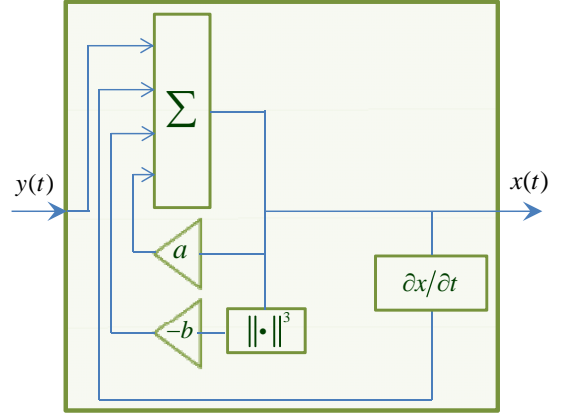 ∑
y(t)
x(t)
a
∂x/∂t
−b
‖•‖³